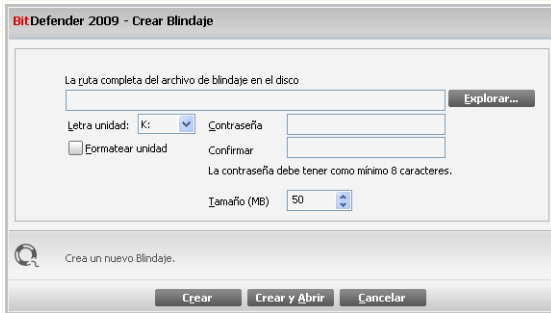 BitDefender 2009 - Crear Blindaje
La ruta completa del archivo de blindaje en el disco
Explorar...
Letra unidad: K: Contraseña
Formatear unidad Confirmar
La contraseña debe tener como mínimo 8 caracteres.
Tamaño (MB) 50
Crea un nuevo Blindaje.
Crear Crear y Abrir Cancelar